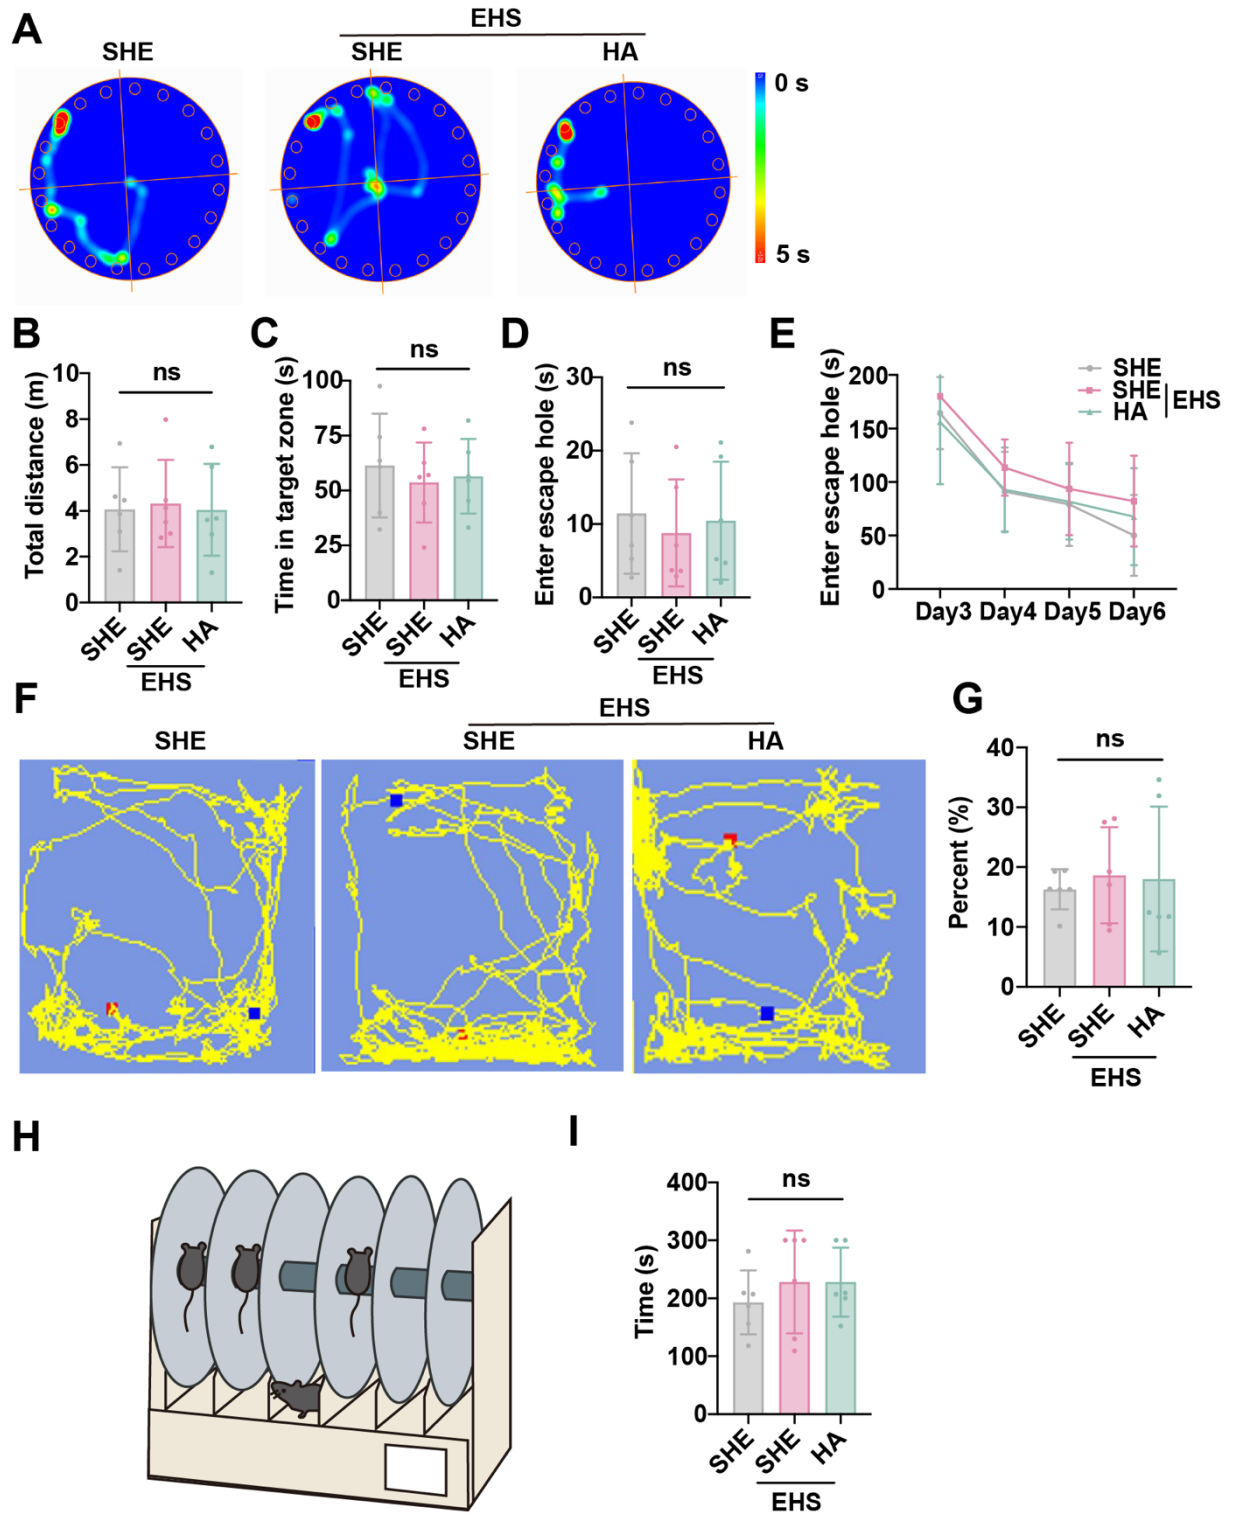 A
EHS
SHE
SHE
HA
0 s
5 s
B
ns
Total distance (m)
10
8
6
4
2
0
SHE
SHE
HA
EHS
C
ns
Time in target zone (s)
100
75
50
25
0
SHE
SHE
HA
EHS
D
ns
Enter escape hole (s)
30
20
10
0
SHE
SHE
HA
EHS
E
Enter escape hole (s)
200
150
100
50
0
Day3 Day4 Day5 Day6
SHE
SHE
HA
EHS
F
EHS
SHE
SHE
HA
G
ns
Percent (%)
40
30
20
10
0
SHE
SHE
HA
EHS
H
I
ns
Time (s)
400
300
200
100
0
SHE
SHE
HA
EHS